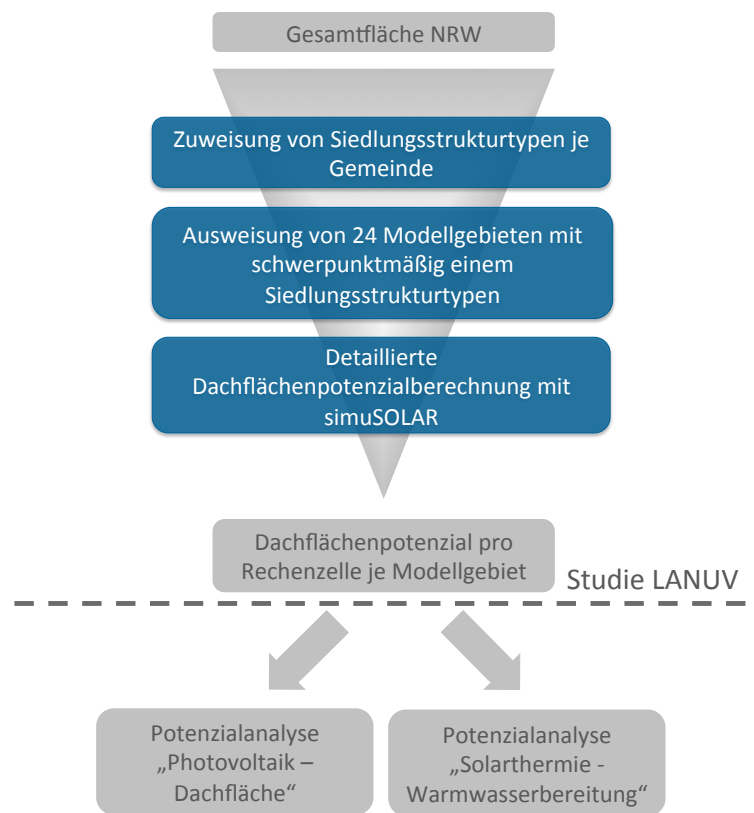 Gesamtfläche NRW
Zuweisung von Siedlungsstrukturtypen je
Gemeinde
Ausweisung von 24 Modellgebieten mit
schwerpunktmäßig einem
Siedlungsstrukturtypen
Detaillierte
Dachflächenpotenzialberechnung mit
simuSOLAR
Dachflächenpotenzial pro
Rechenzelle je Modellgebiet
Studie LANUV
Potenzialanalyse
„Photovoltaik –
Dachfläche“
Potenzialanalyse
„Solarthermie -
Warmwasserbereitung“